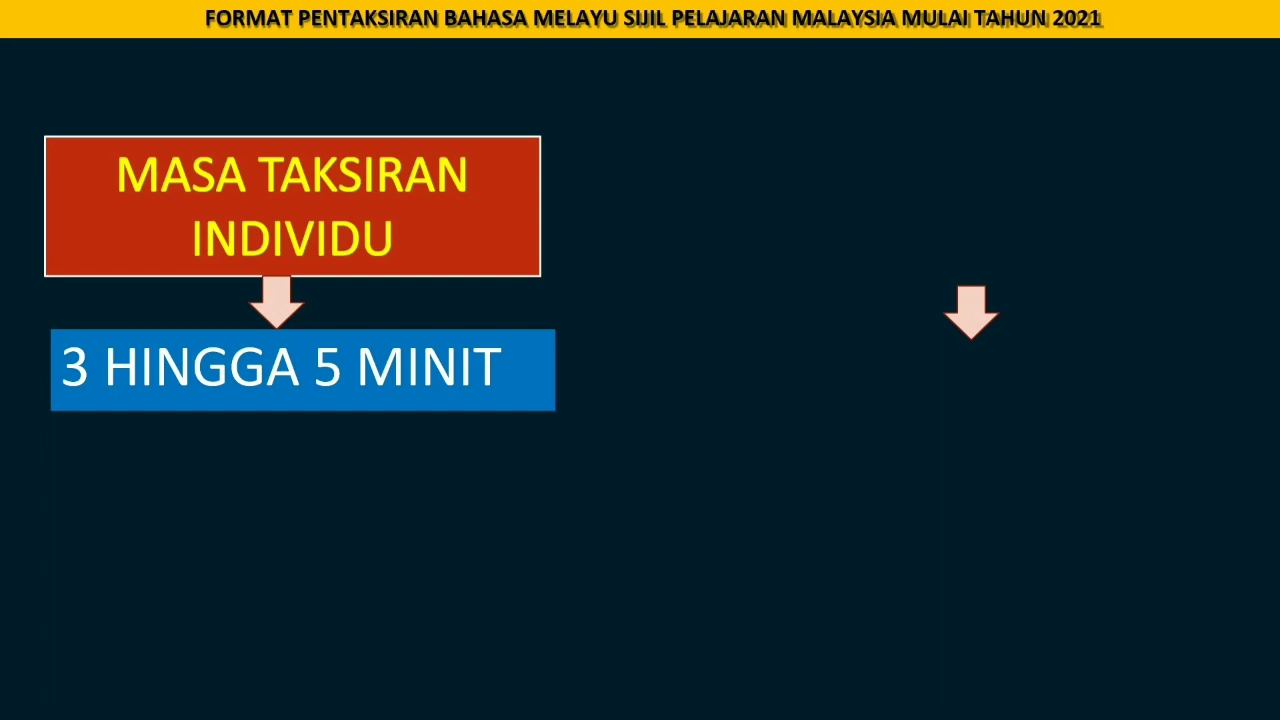 FORMAT PENTAKSIRAN BAHASA MELAYU SIJIL PELAJARAN MALAYSIA MULAI TAHUN 2021
MASA TAKSIRAN
INDIVIDU
3 HINGGA 5 MINIT